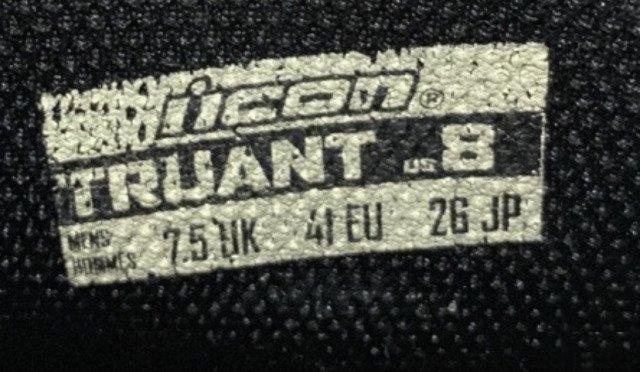 icon®
TRUANT US 8
MENS 7.5 UK 41 EU 26 JP
HOMMES